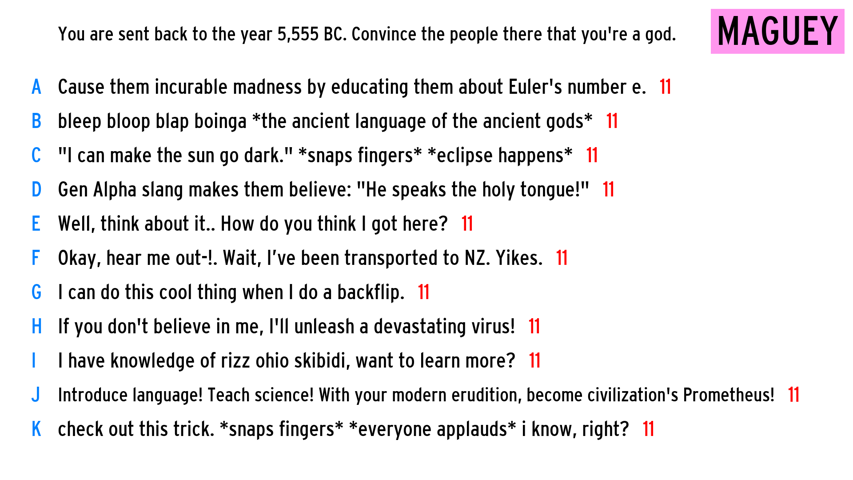 You are sent back to the year 5,555 BC. Convince the people there that you're a god.
MAGUEY
A Cause them incurable madness by educating them about Euler's number e. 11
B bleep bloop blap boinga *the ancient language of the ancient gods* 11
C "I can make the sun go dark." *snaps fingers* *eclipse happens* 11
D Gen Alpha slang makes them believe: "He speaks the holy tongue!" 11
E Well, think about it.. How do you think I got here? 11
F Okay, hear me out-!. Wait, I've been transported to NZ. Yikes. 11
G I can do this cool thing when I do a backflip. 11
H If you don't believe in me, I'll unleash a devastating virus! 11
I I have knowledge of rizz ohio skibidi, want to learn more? 11
J Introduce language! Teach science! With your modern erudition, become civilization's Prometheus! 11
K check out this trick. *snaps fingers* *everyone applauds* i know, right? 11